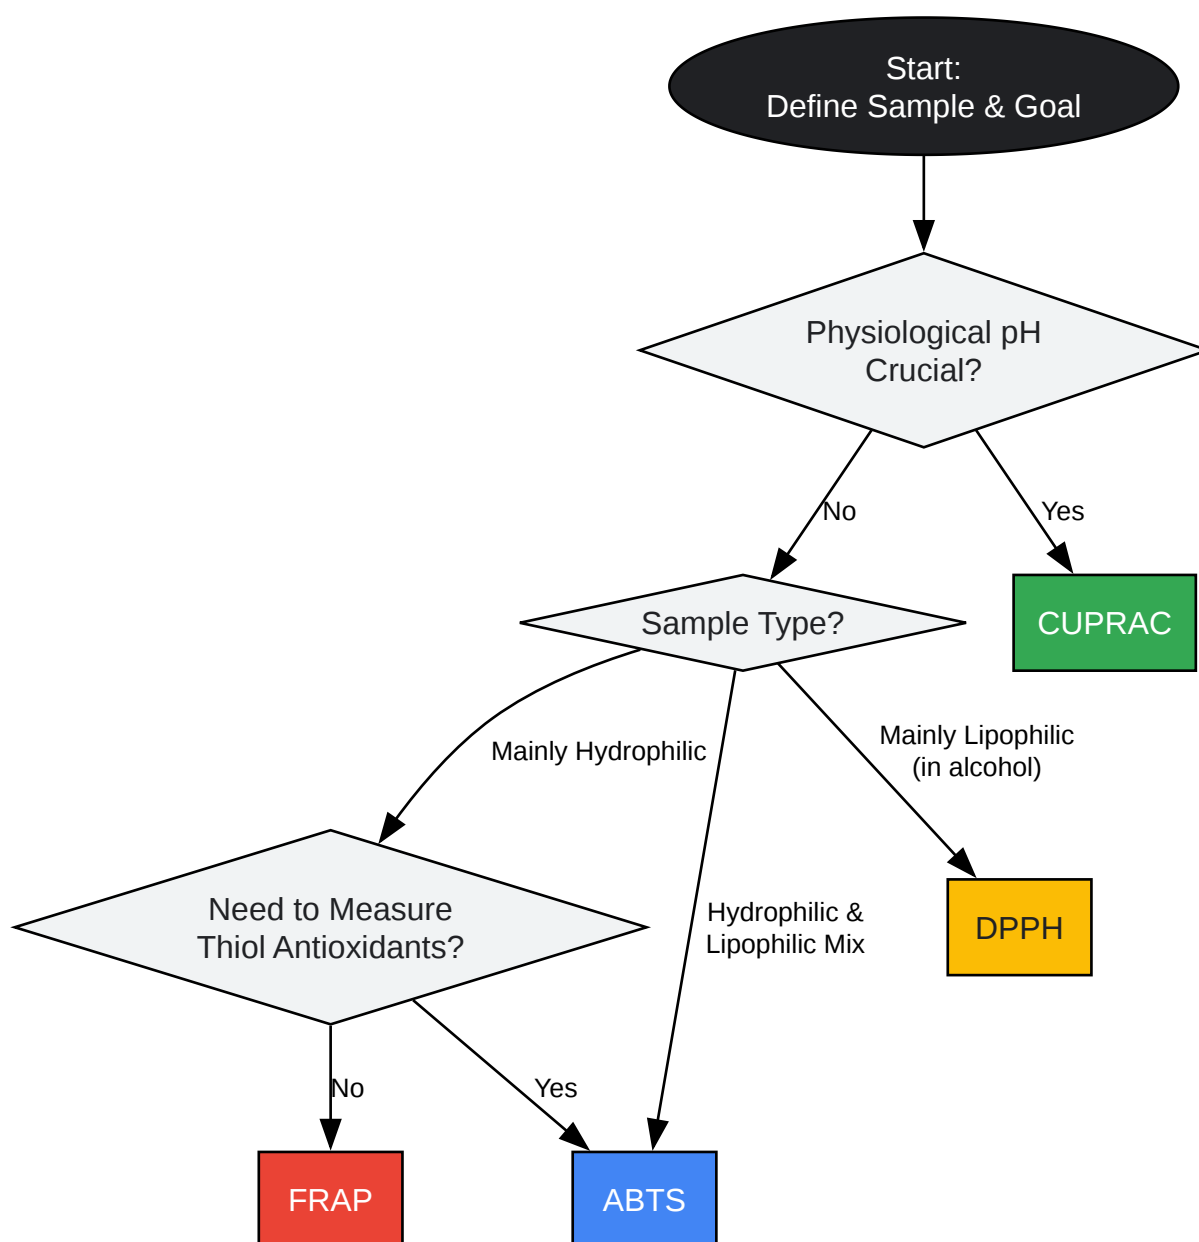 Start:
Define Sample & Goal
Physiological pH
Crucial?
No
Yes
Sample Type?
CUPRAC
Mainly Hydrophilic
Mainly Lipophilic
(in alcohol)
Need to Measure
Thiol Antioxidants?
Hydrophilic &
Lipophilic Mix
DPPH
No
Yes
FRAP
ABTS